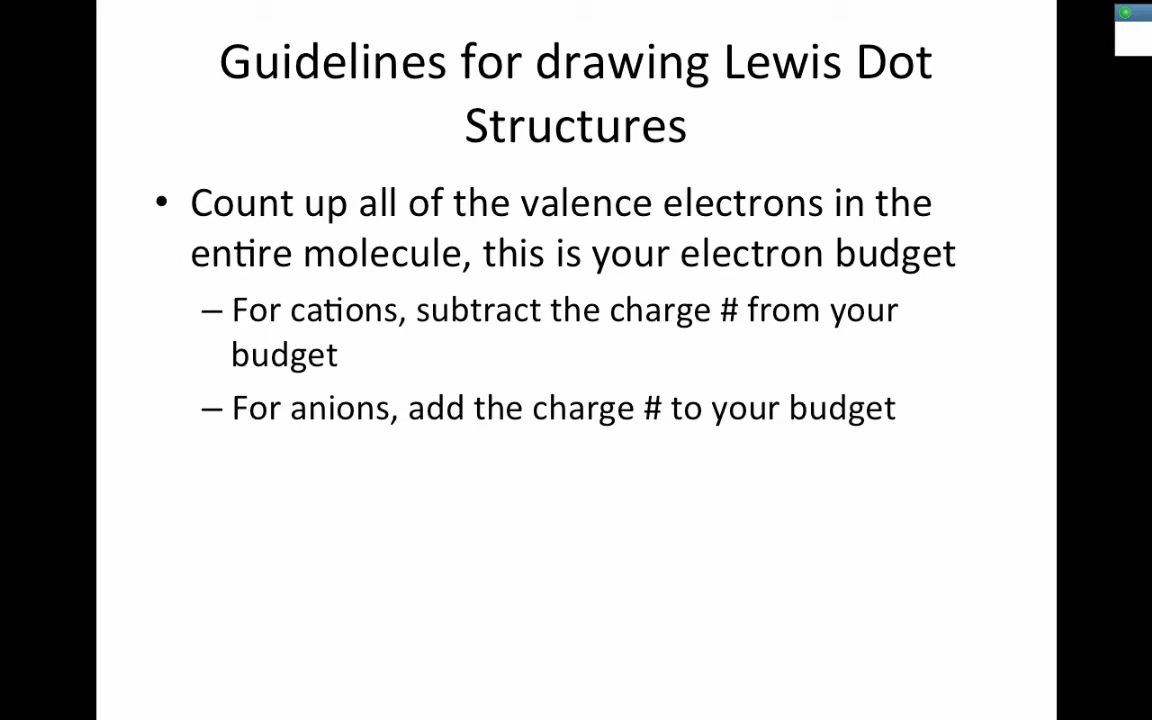 Guidelines for drawing Lewis Dot
Structures
• Count up all of the valence electrons in the
entire molecule, this is your electron budget
– For cations, subtract the charge # from your
budget
– For anions, add the charge # to your budget